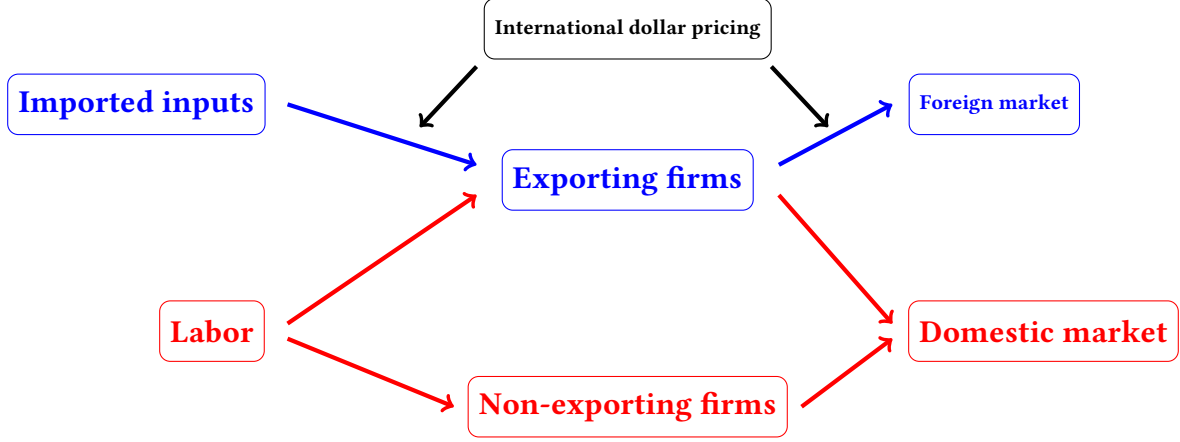 International dollar pricing
Imported inputs
Foreign market
Exporting firms
Labor
Domestic market
Non-exporting firms